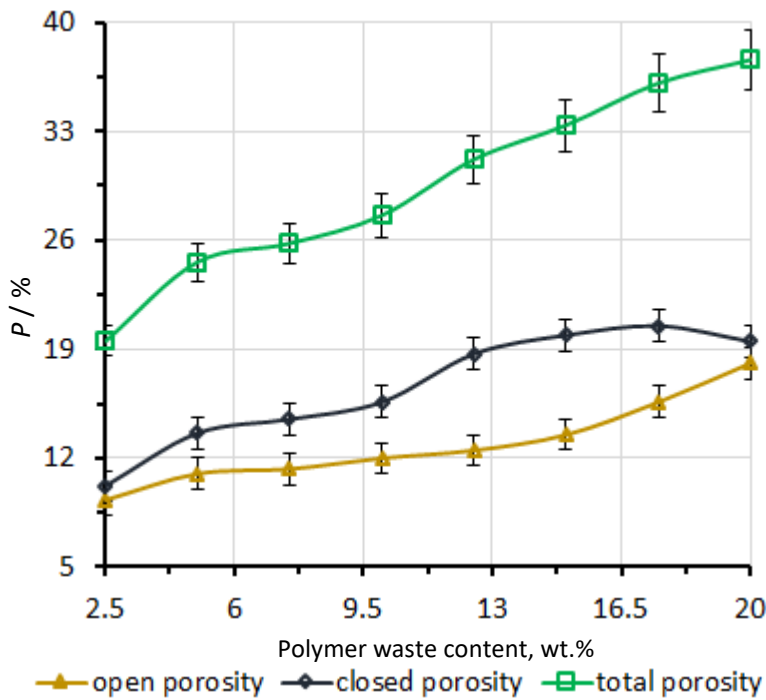 40
33
26
19
12
5
P / %
2.5 6 9.5 13 16.5 20
Polymer waste content, wt.%
open porosity closed porosity total porosity